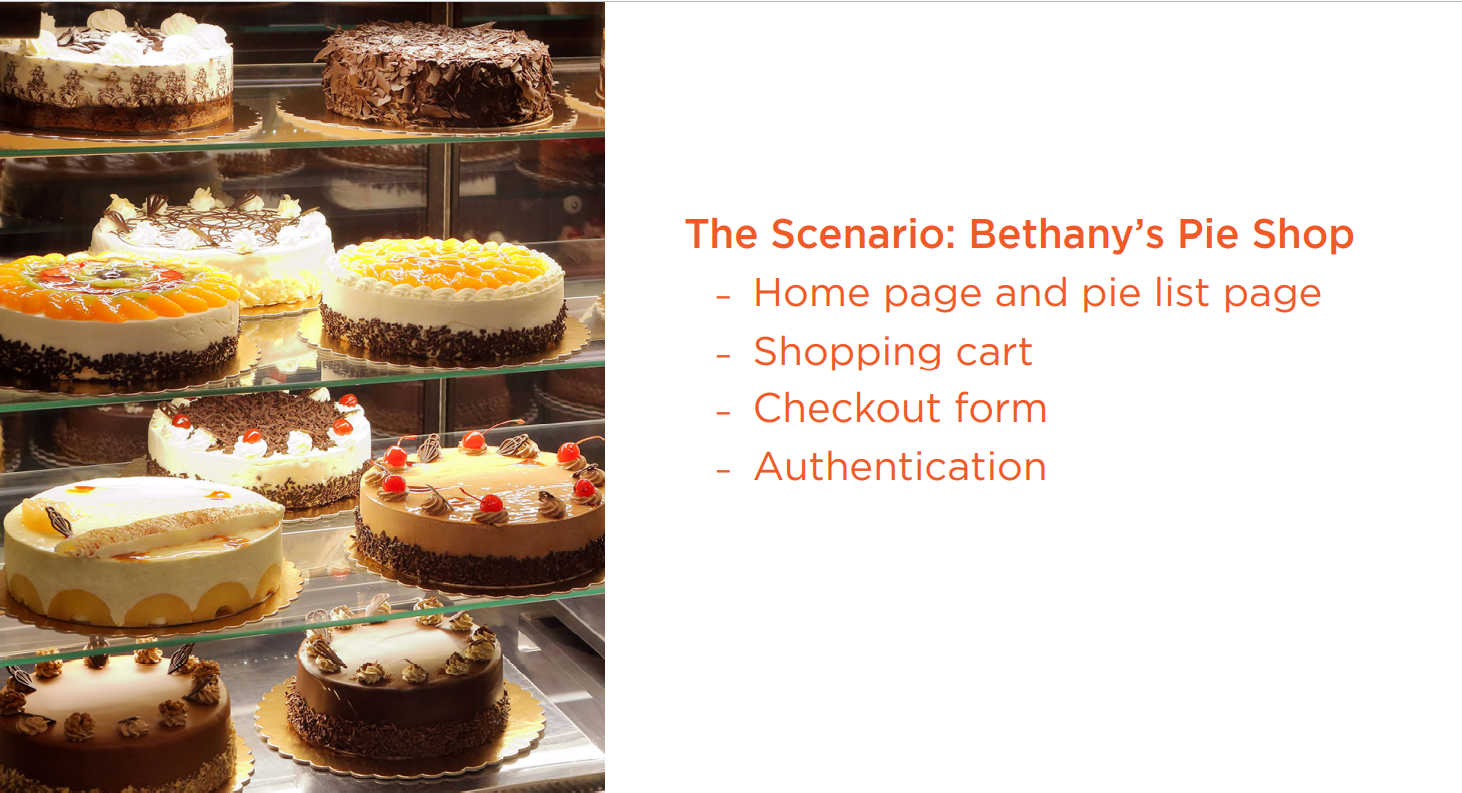 The Scenario: Bethany’s Pie Shop
- Home page and pie list page
- Shopping cart
- Checkout form
- Authentication